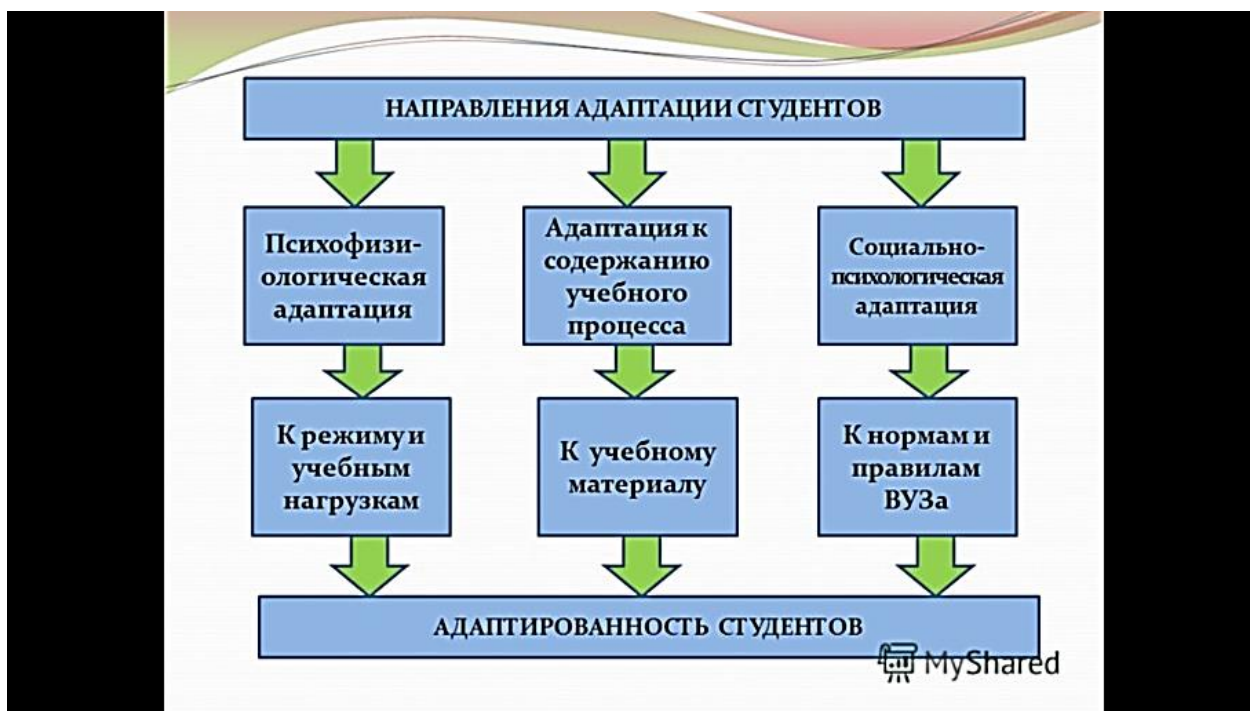 НАПРАВЛЕНИЯ АДАПТАЦИИ СТУДЕНТОВ
Психофизи-
ологическая
адаптация
Адаптация к
содержанию
учебного
процесса
Социально-
психологическая
адаптация
К режиму и
учебным
нагрузкам
К учебному
материалу
К нормам и
правилам
ВУЗа
АДАПТИРОВАННОСТЬ СТУДЕНТОВ
MyShared